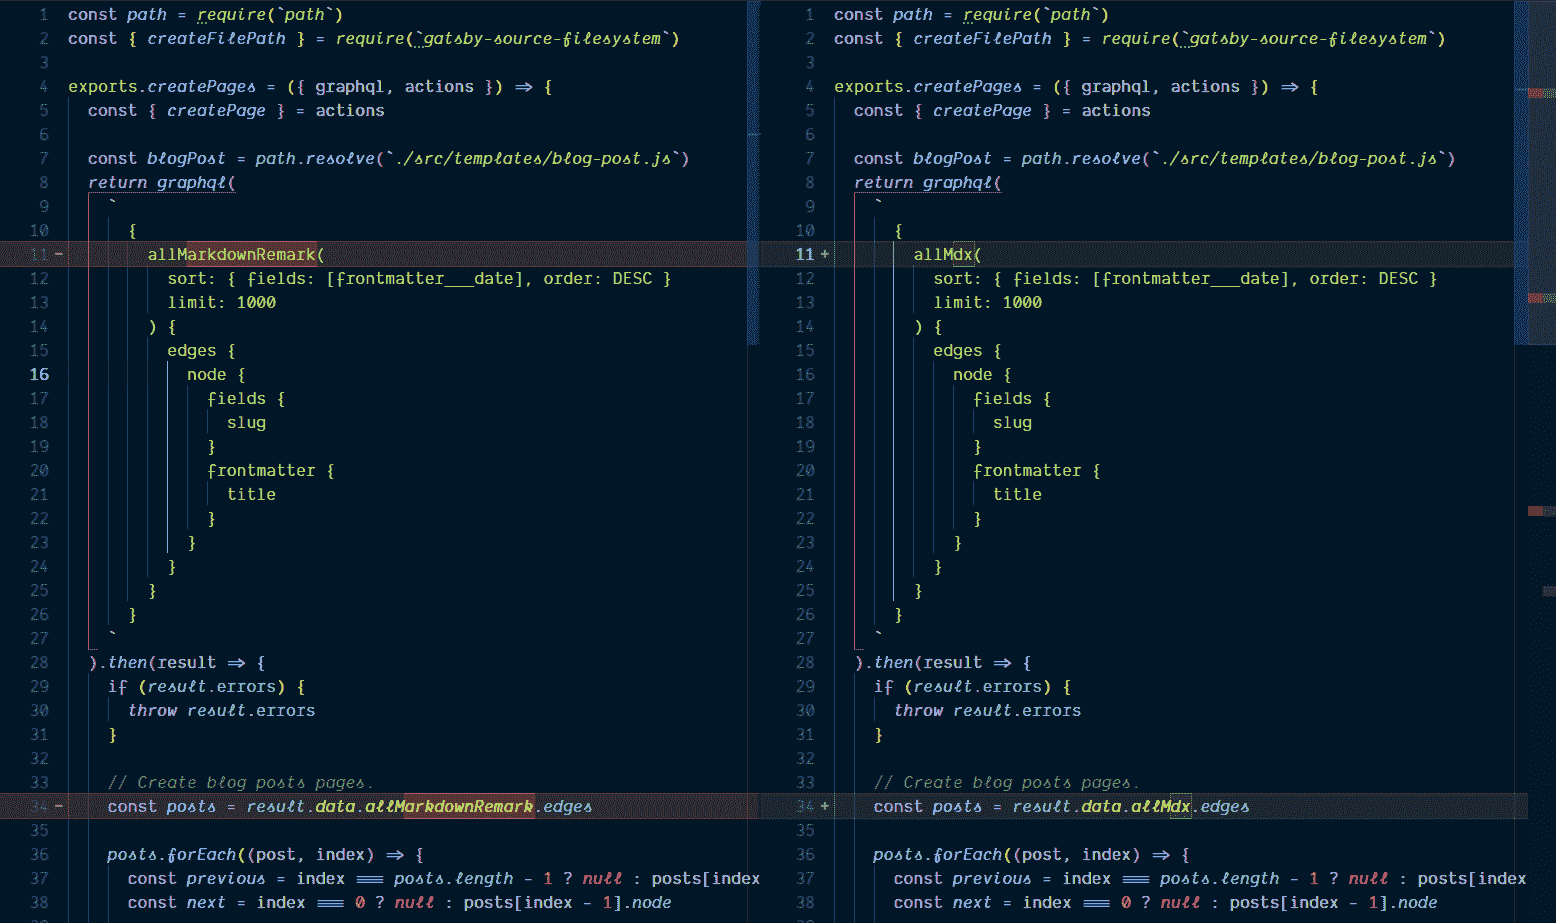 1 const path = require(`path`)
2 const { createFilePath } = require(`gatsby-source-filesystem`)
3
4 exports.createPages = ({ graphql, actions }) => {
5 const { createPage } = actions
6
7 const blogPost = path.resolve(`./src/templates/blog-post.js`)
8 return graphql(
9 `
10 {
11 - allMarkdownRemark(
12 sort: { fields: [frontmatter___date], order: DESC }
13 limit: 1000
14 ) {
15 edges {
16 node {
17 fields {
18 slug
19 }
20 frontmatter {
21 title
22 }
23 }
24 }
25 }
26 }
27 `
28 ).then(result => {
29 if (result.errors) {
30 throw result.errors
31 }
32
33 // Create blog posts pages.
34 - const posts = result.data.allMarkdownRemark.edges
35
36 posts.forEach((post, index) => {
37 const previous = index === posts.length - 1 ? null : posts[index
38 const next = index === 0 ? null : posts[index - 1].node
1 const path = require(`path`)
2 const { createFilePath } = require(`gatsby-source-filesystem`)
3
4 exports.createPages = ({ graphql, actions }) => {
5 const { createPage } = actions
6
7 const blogPost = path.resolve(`./src/templates/blog-post.js`)
8 return graphql(
9 `
10 {
11 + allMdx(
12 sort: { fields: [frontmatter___date], order: DESC }
13 limit: 1000
14 ) {
15 edges {
16 node {
17 fields {
18 slug
19 }
20 frontmatter {
21 title
22 }
23 }
24 }
25 }
26 }
27 `
28 ).then(result => {
29 if (result.errors) {
30 throw result.errors
31 }
32
33 // Create blog posts pages.
34 + const posts = result.data.allMdx.edges
35
36 posts.forEach((post, index) => {
37 const previous = index === posts.length - 1 ? null : posts[index
38 const next = index === 0 ? null : posts[index - 1].node